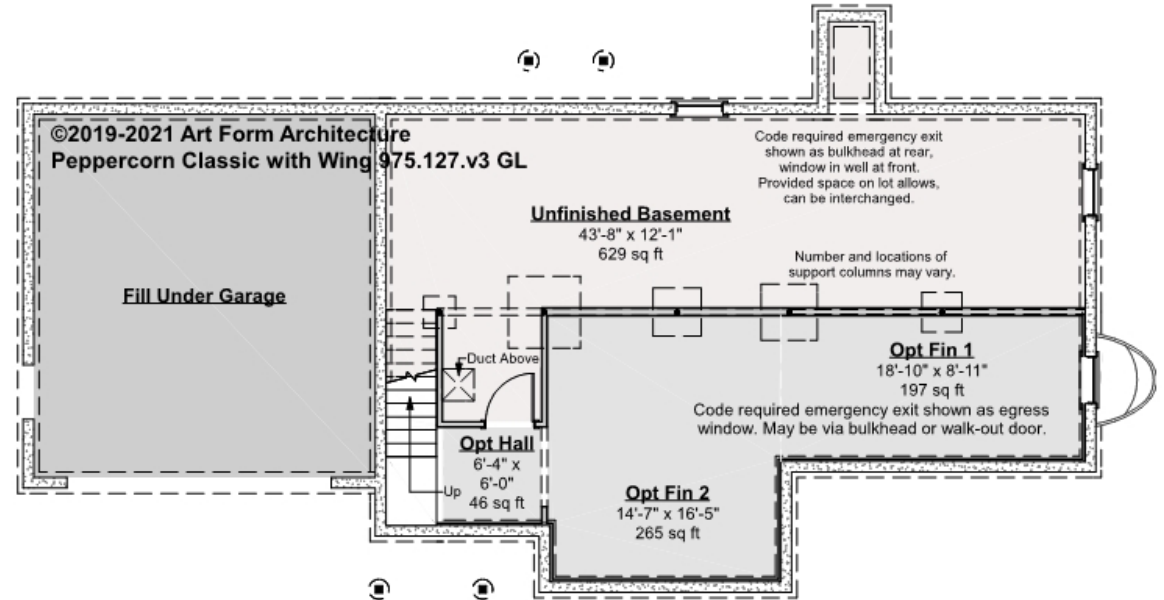 ©2019-2021 Art Form Architecture
Peppercorn Classic with Wing 975.127.v3 GL
Code required emergency exit
shown as bulkhead at rear,
window in well at front.
Provided space on lot allows,
can be interchanged.
Unfinished Basement
43'-8" x 12'-1"
629 sq ft
Number and locations of
support columns may vary.
Fill Under Garage
Duct Above
Opt Fin 1
18'-10" x 8'-11"
197 sq ft
Code required emergency exit shown as egress
window. May be via bulkhead or walk-out door.
Opt Hall
6'-4" x
6'-0"
46 sq ft
Up
Opt Fin 2
14'-7" x 16'-5"
265 sq ft